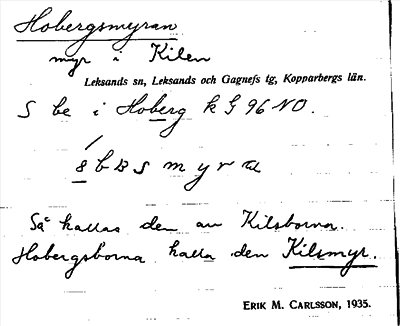 Hobergsmyran
myr i Kilen
Leksands sn, Leksands och Gagnefs tg, Kopparbergs län.
S be i Hoberg k G 96 NO.
Så kallas den av Kilsborna.
Hobergsborna kalla den Kilsmyr.
ERIK M. CARLSSON, 1935.